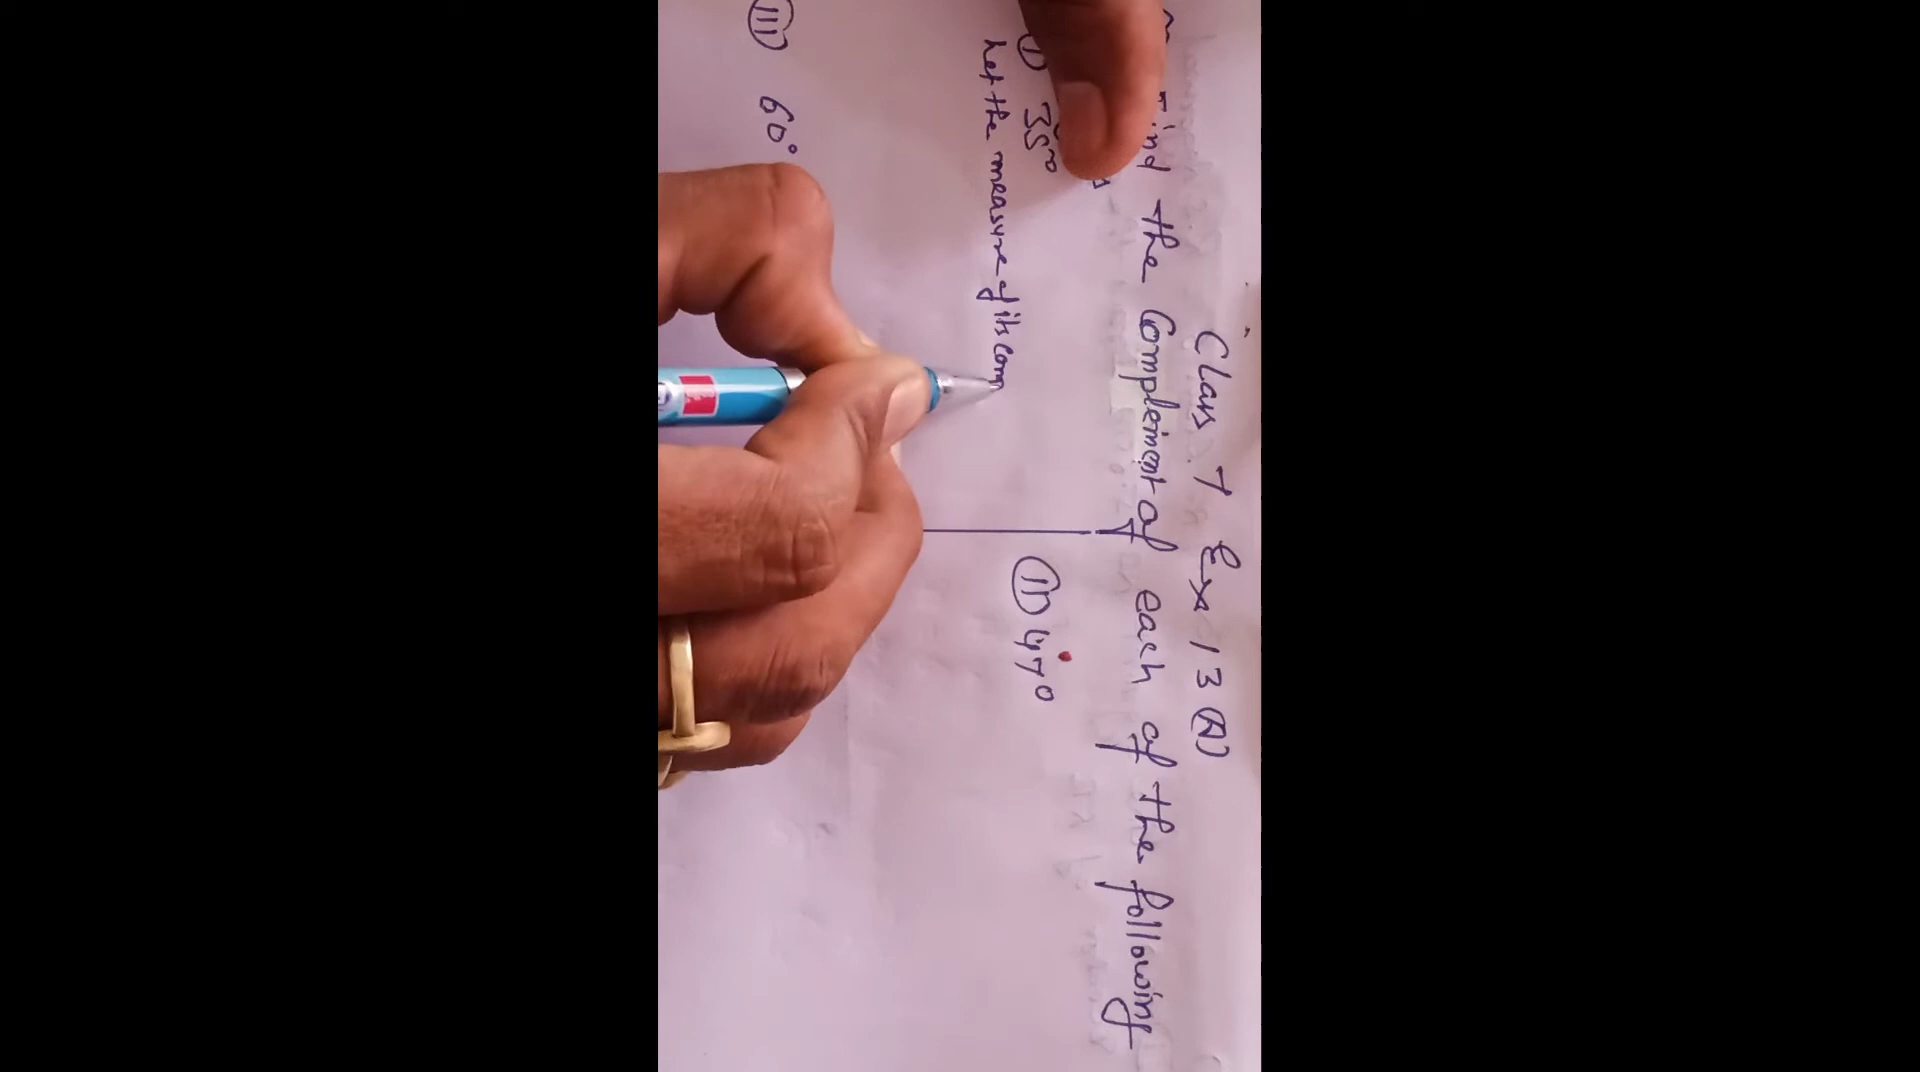 Class 7 Ex 13(A)
ind the Complement of each of the following
(I) 35°
(II) 47°
Let the measure of its com
(III) 60°